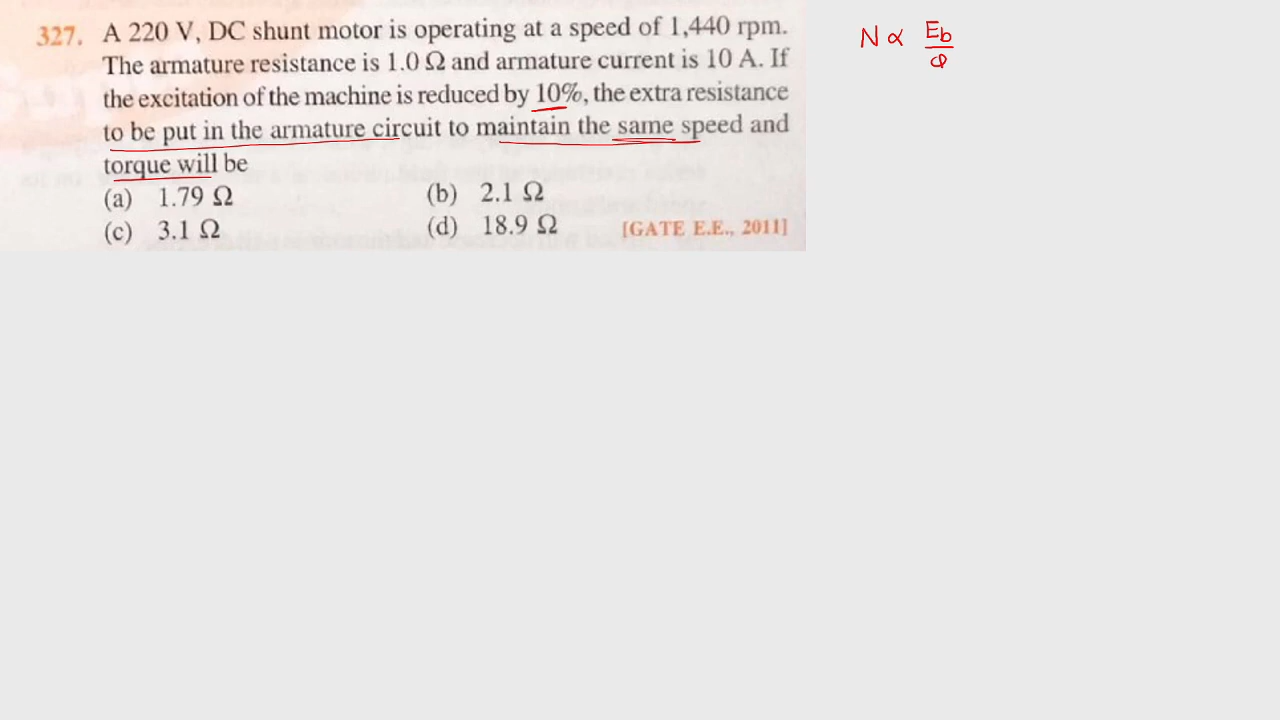 327. A 220 V, DC shunt motor is operating at a speed of 1,440 rpm.
The armature resistance is 1.0 Ω and armature current is 10 A. If
the excitation of the machine is reduced by 10%, the extra resistance
to be put in the armature circuit to maintain the same speed and
torque will be
(a) 1.79 Ω (b) 2.1 Ω
(c) 3.1 Ω (d) 18.9 Ω [GATE E.E., 2011]
N ∝ Eb/Φ